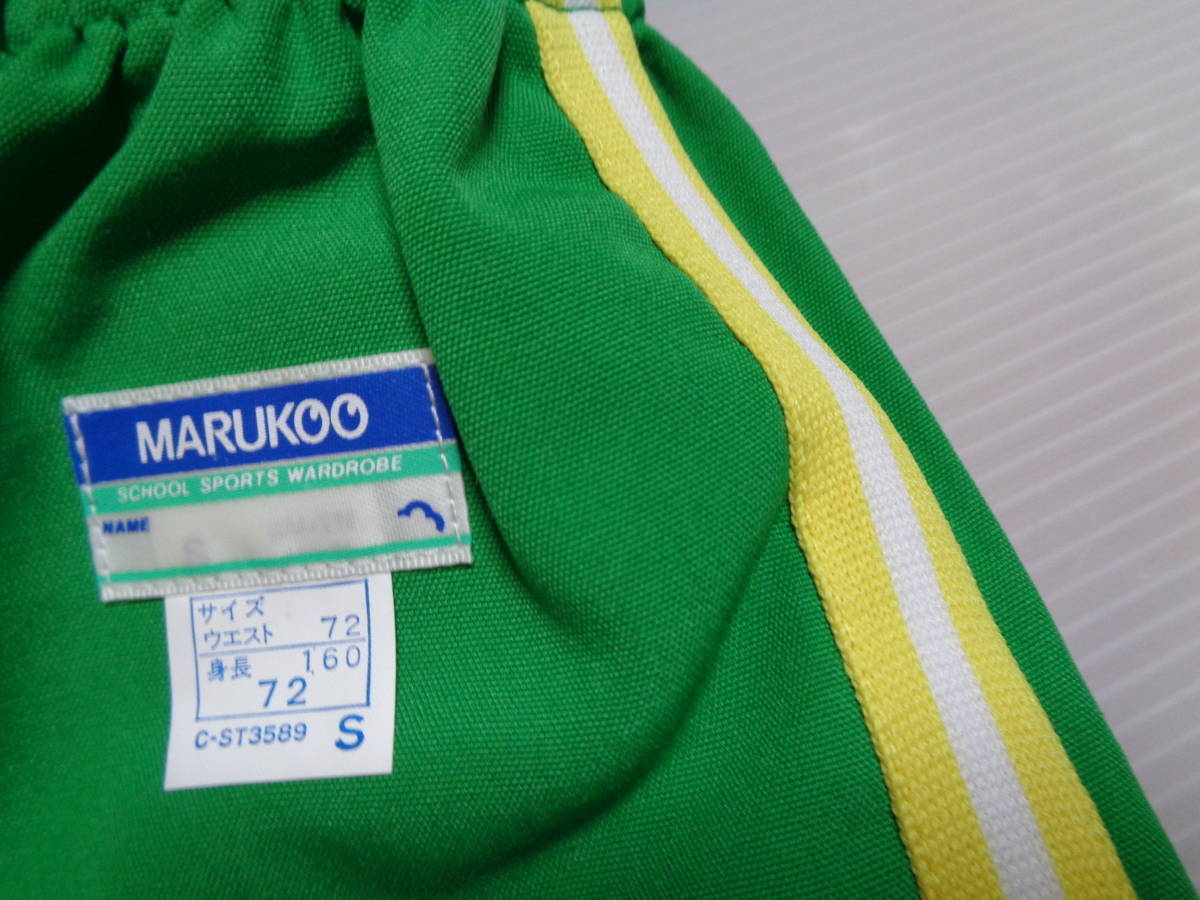 MARUKOO
SCHOOL SPORTS WARDROBE
NAME
サイズ
ウエスト 72
身長 160
72
C-ST3589 S